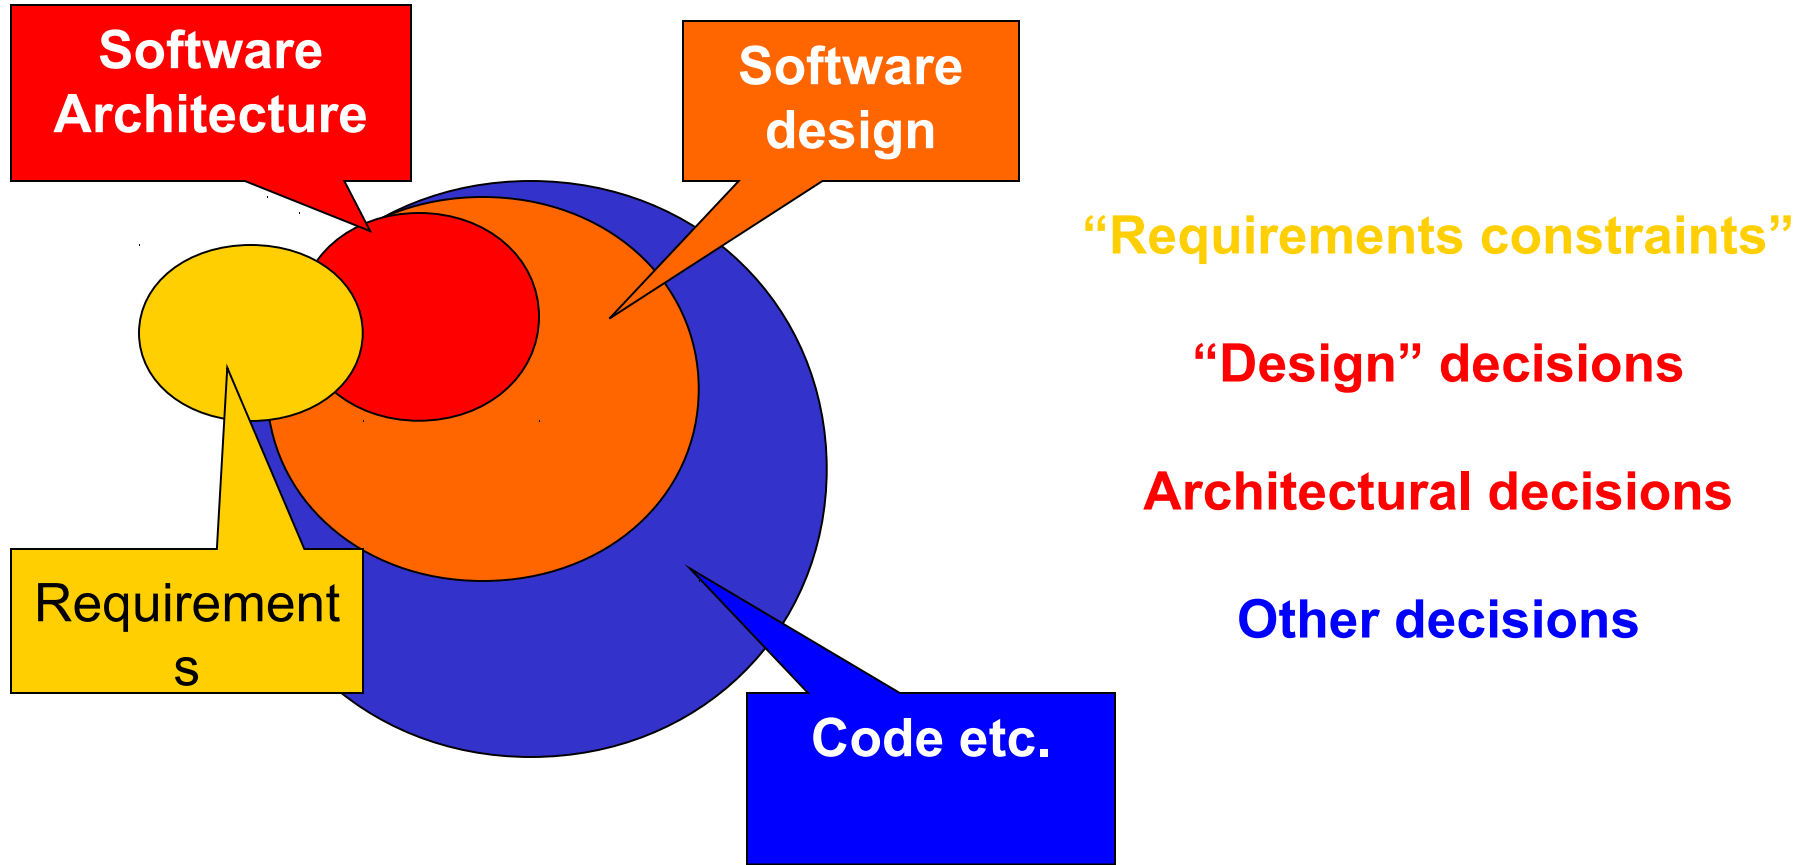 Software
Architecture
Software
design
“Requirements constraints”
“Design” decisions
Architectural decisions
Other decisions
Requirement
s
Code etc.